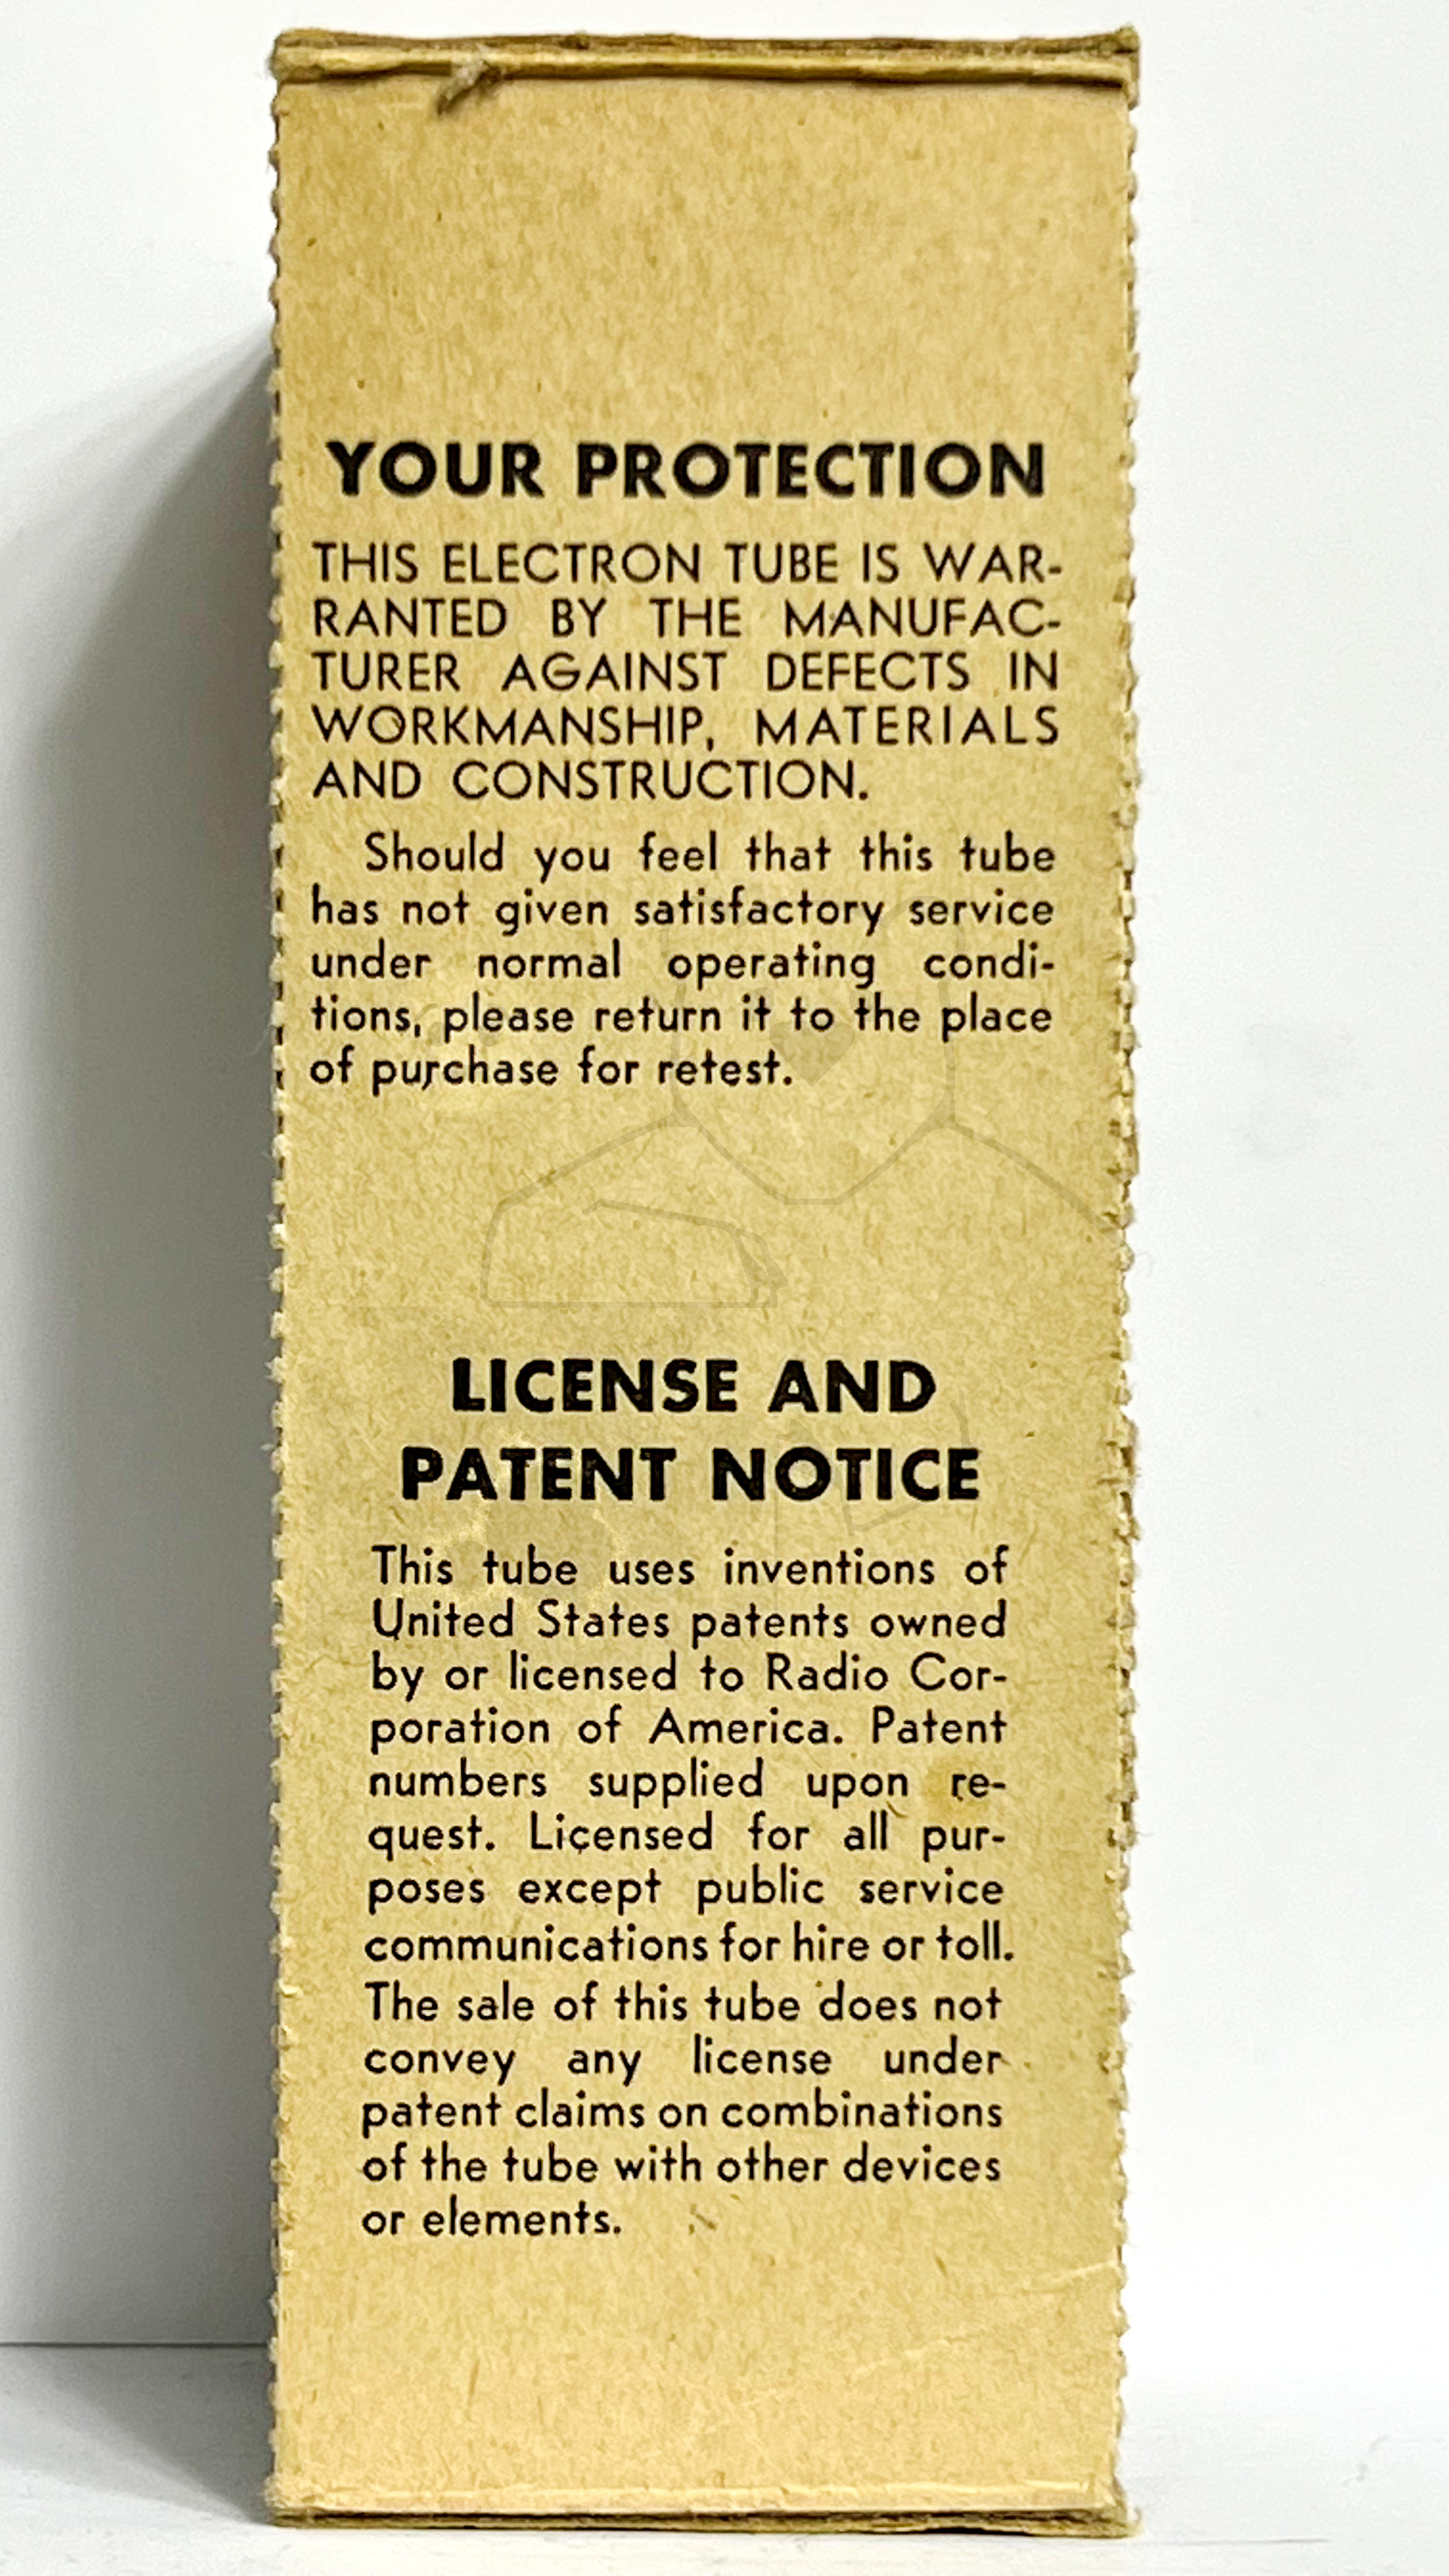 YOUR PROTECTION
THIS ELECTRON TUBE IS WAR-
RANTED BY THE MANUFAC-
TURER AGAINST DEFECTS IN
WORKMANSHIP, MATERIALS
AND CONSTRUCTION.
Should you feel that this tube
has not given satisfactory service
under normal operating condi-
tions, please return it to the place
of purchase for retest.
LICENSE AND
PATENT NOTICE
This tube uses inventions of
United States patents owned
by or licensed to Radio Cor-
poration of America. Patent
numbers supplied upon re-
quest. Licensed for all pur-
poses except public service
communications for hire or toll.
The sale of this tube does not
convey any license under
patent claims on combinations
of the tube with other devices
or elements.